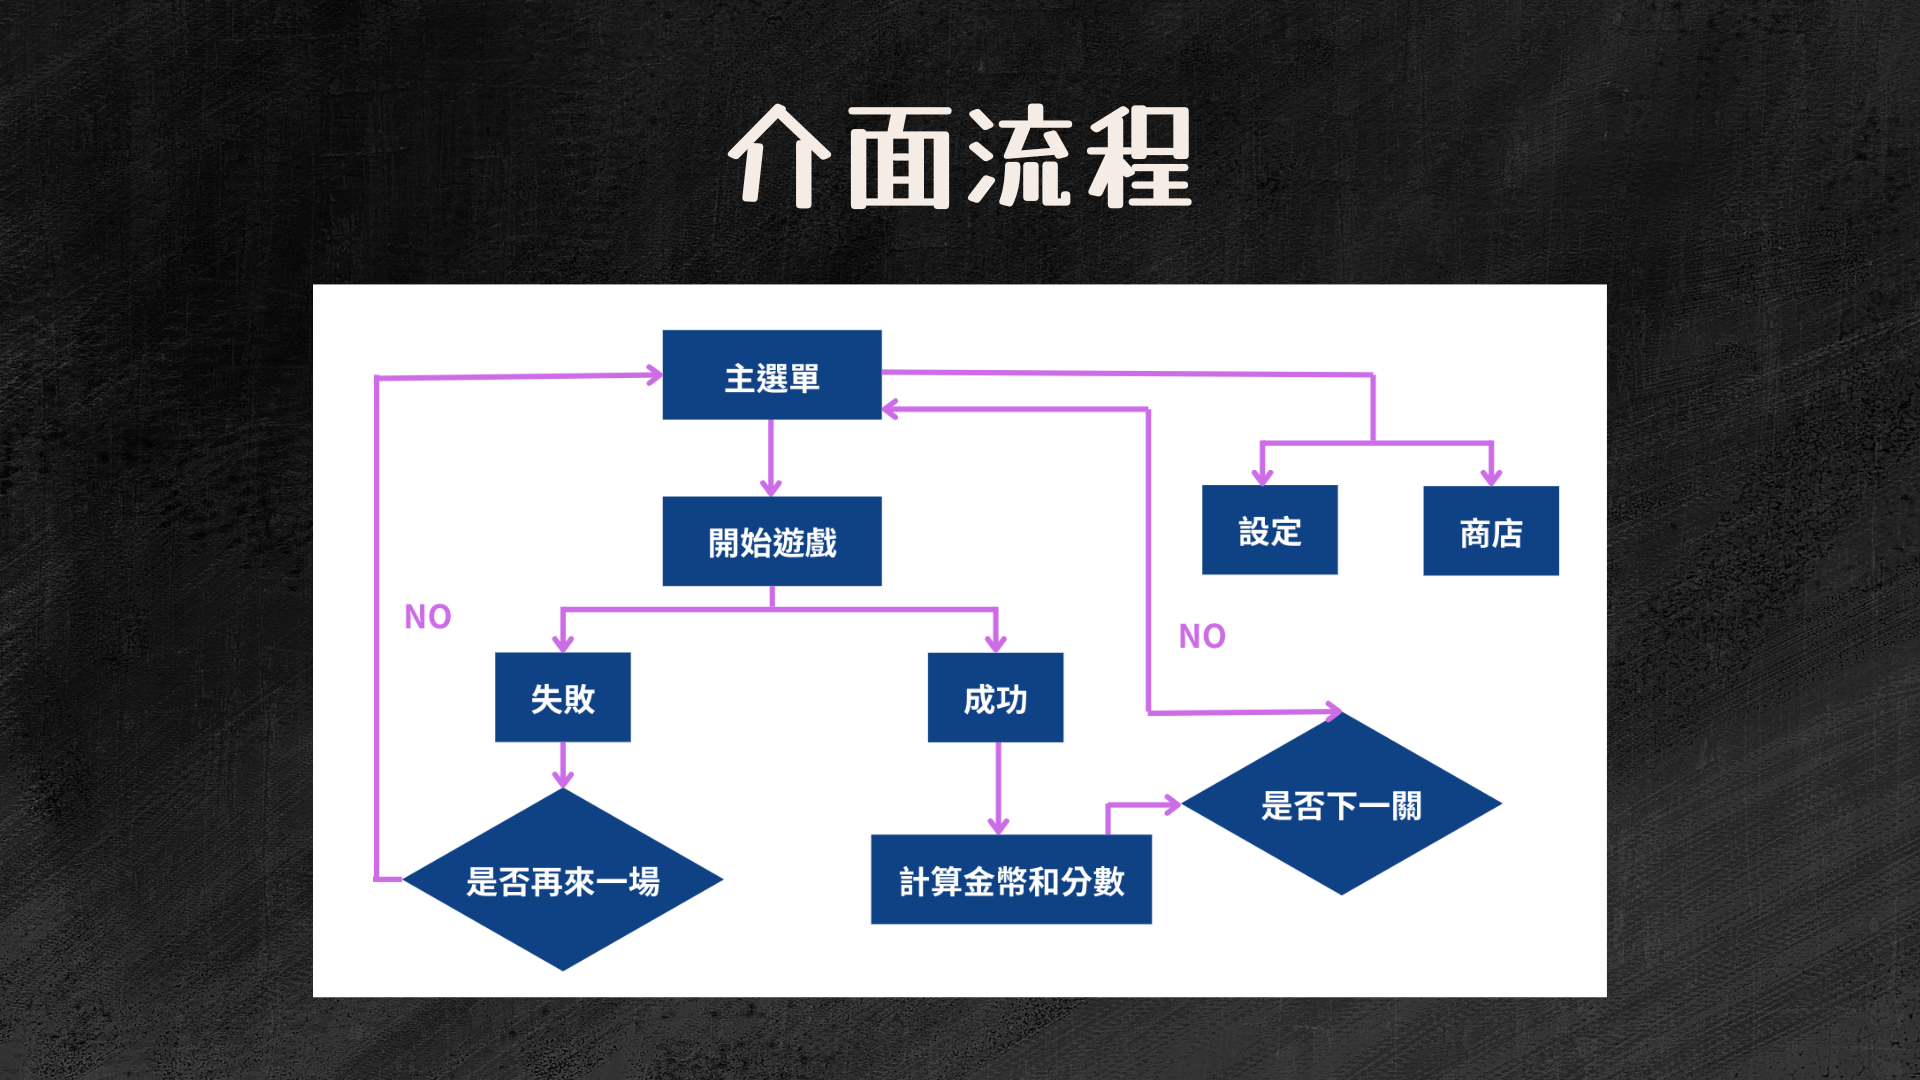 介面流程
主選單
開始遊戲
設定
商店
NO
NO
失敗
成功
是否下一關
是否再來一場
計算金幣和分數